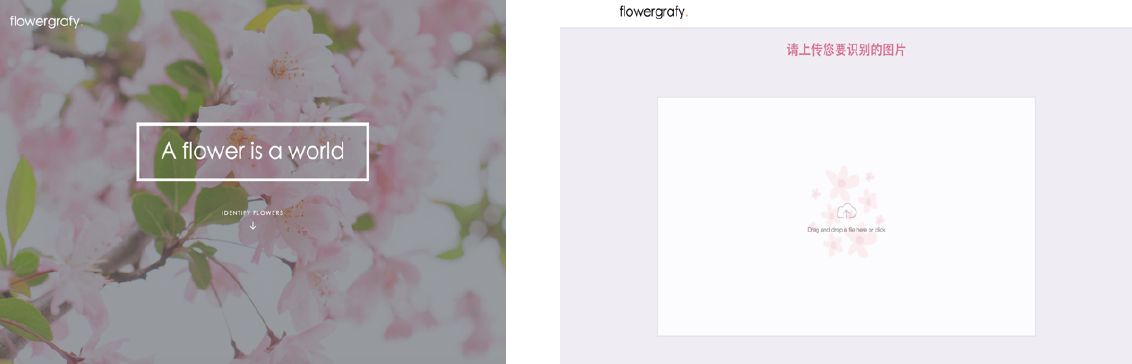 flowergrafy
A flower is a world
IDENTIFY FLOWERS
flowergrafy.
请上传您要识别的图片
Drag and drop a file here or click